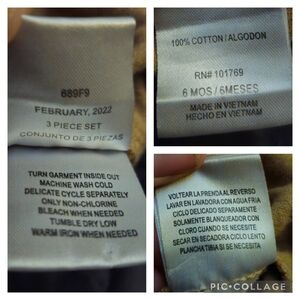 689F9
FEBRUARY, 2022
3 PIECE SET
CONJUNTO DE 3 PIEZAS
100% COTTON / ALGODON
RN# 101769
6 MOS / 6MESES
MADE IN VIETNAM
HECHO EN VIETNAM
TURN GARMENT INSIDE OUT
MACHINE WASH COLD
DELICATE CYCLE SEPARATELY
ONLY NON-CHLORINE
BLEACH WHEN NEEDED
TUMBLE DRY LOW
WARM IRON WHEN NEEDED
VOLTEAR LA PRENDA AL REVERSO
LAVAR EN LAVADORA CON AGUA FRIA
CICLO DELICADO SEPARADAMENTE
SOLAMENTE BLANQUEADOR SIN
CLORO CUANDO SE NECESITE
SECAR EN SECADORA CICLO LENTO
PLANCHA TIBIA SI SE NECESITA
PIC•COLLAGE